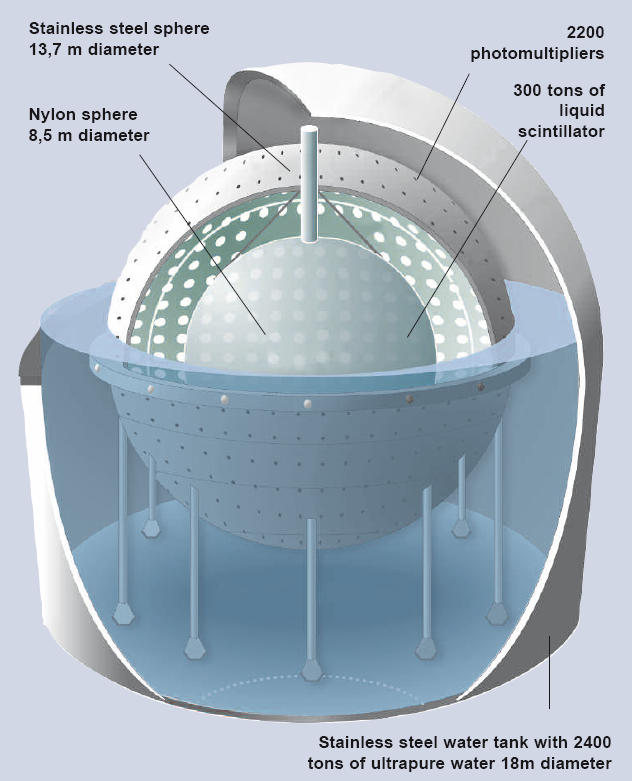 Stainless steel sphere
13,7 m diameter
2200
photomultipliers
300 tons of
liquid
scintillator
Nylon sphere
8,5 m diameter
Stainless steel water tank with 2400
tons of ultrapure water 18m diameter